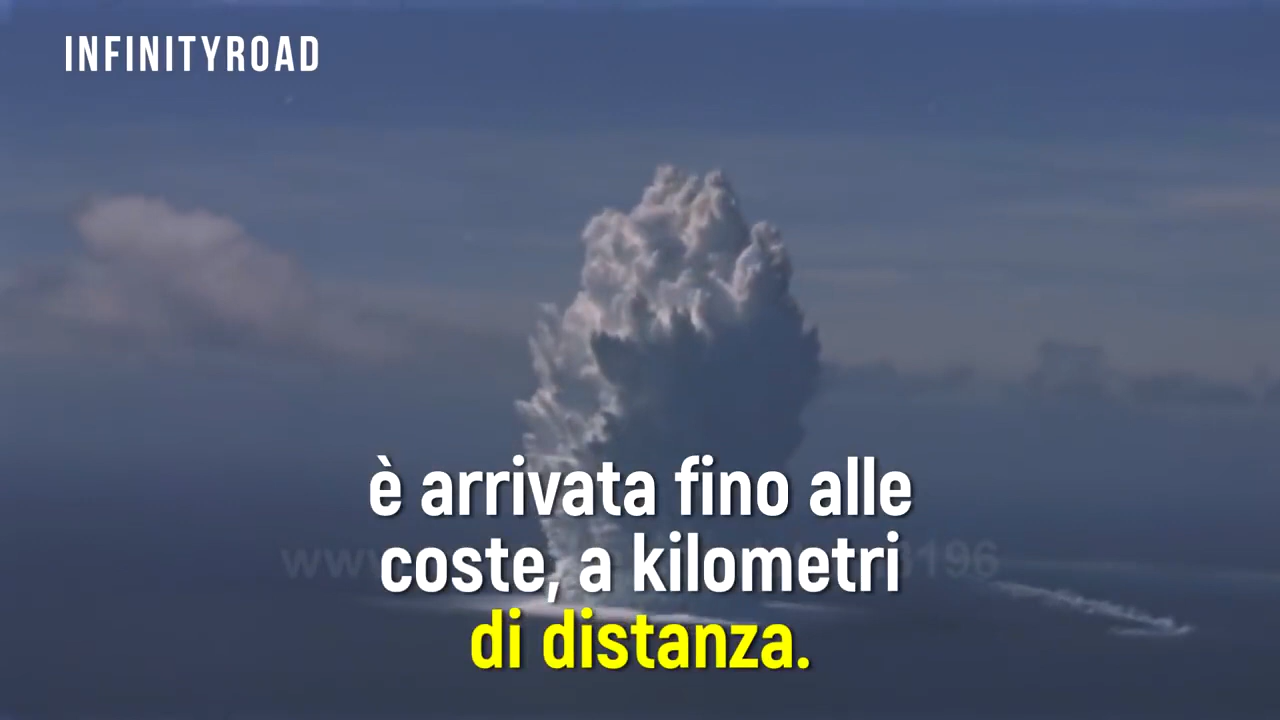 INFINITYROAD
è arrivata fino alle
coste, a kilometri
di distanza.